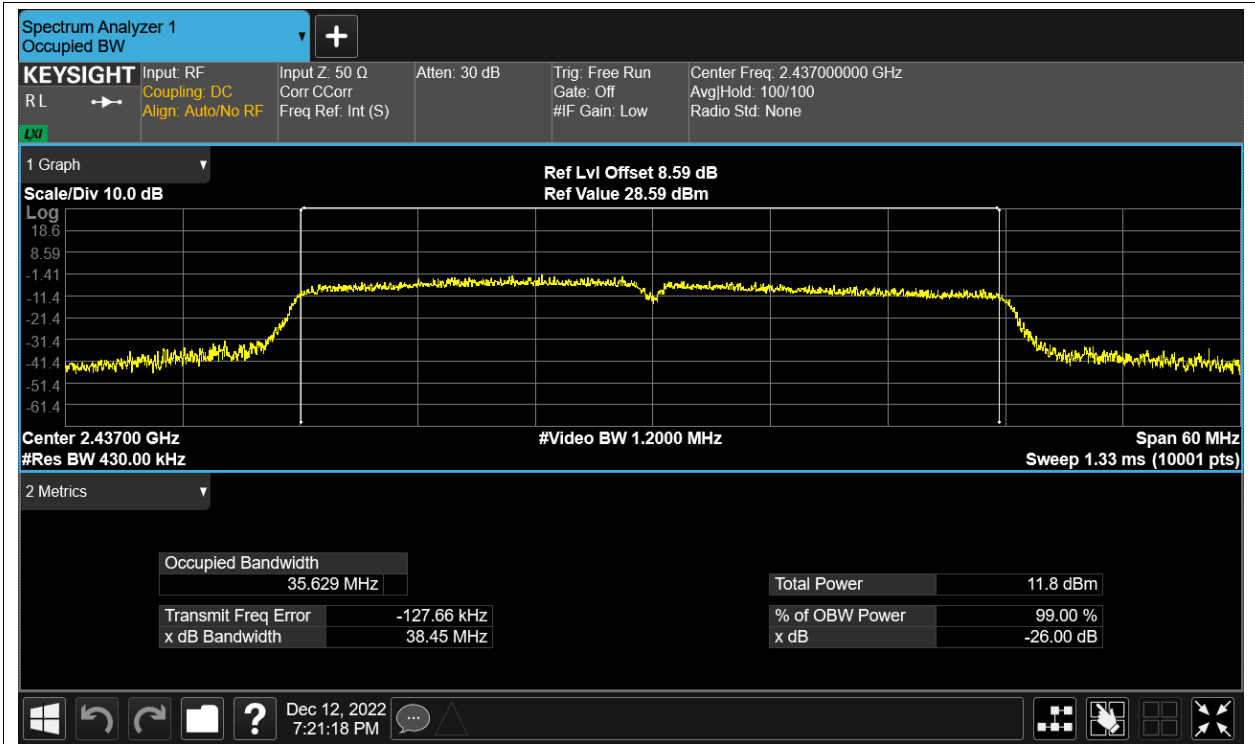 Spectrum Analyzer 1
Occupied BW
KEYSIGHT
R L
LXI
Input: RF
Coupling: DC
Align: Auto/No RF
Input Z: 50 Ω
Corr CCorr
Freq Ref: Int (S)
Atten: 30 dB
Trig: Free Run
Gate: Off
#IF Gain: Low
Center Freq: 2.437000000 GHz
Avg|Hold: 100/100
Radio Std: None
1 Graph
Scale/Div 10.0 dB
Ref Lvl Offset 8.59 dB
Ref Value 28.59 dBm
Log
18.6
8.59
-1.41
-11.4
-21.4
-31.4
-41.4
-51.4
-61.4
Center 2.43700 GHz
#Video BW 1.2000 MHz
Span 60 MHz
#Res BW 430.00 kHz
Sweep 1.33 ms (10001 pts)
2 Metrics
Occupied Bandwidth
35.629 MHz
Total Power 11.8 dBm
Transmit Freq Error -127.66 kHz
% of OBW Power 99.00 %
x dB Bandwidth 38.45 MHz
x dB -26.00 dB
?
Dec 12, 2022
7:21:18 PM